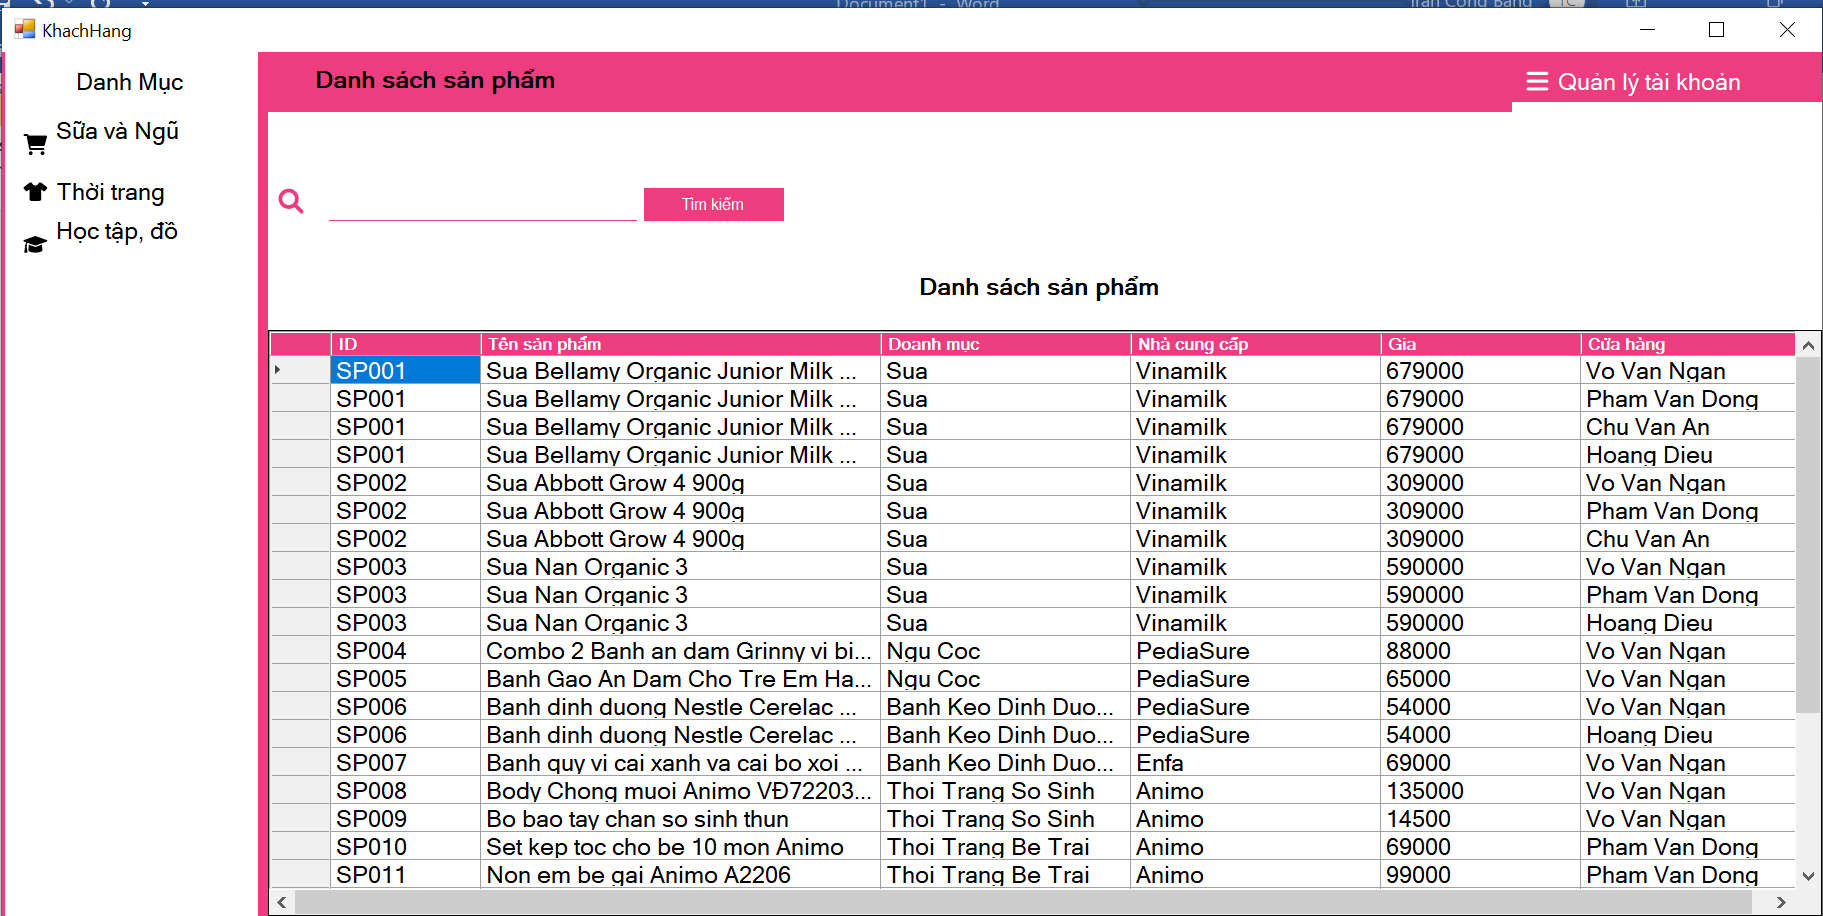 Document1 - Word Tran Cong Bang TC
KhachHang
Danh Mục
Sữa và Ngũ
Thời trang
Học tập, đồ
Danh sách sản phẩm
Quản lý tài khoản
Tìm kiếm
Danh sách sản phẩm
ID Tên sản phẩm Doanh mục Nhà cung cấp Gia Cửa hàng
SP001 Sua Bellamy Organic Junior Milk ... Sua Vinamilk 679000 Vo Van Ngan
SP001 Sua Bellamy Organic Junior Milk ... Sua Vinamilk 679000 Pham Van Dong
SP001 Sua Bellamy Organic Junior Milk ... Sua Vinamilk 679000 Chu Van An
SP001 Sua Bellamy Organic Junior Milk ... Sua Vinamilk 679000 Hoang Dieu
SP002 Sua Abbott Grow 4 900g Sua Vinamilk 309000 Vo Van Ngan
SP002 Sua Abbott Grow 4 900g Sua Vinamilk 309000 Pham Van Dong
SP002 Sua Abbott Grow 4 900g Sua Vinamilk 309000 Chu Van An
SP003 Sua Nan Organic 3 Sua Vinamilk 590000 Vo Van Ngan
SP003 Sua Nan Organic 3 Sua Vinamilk 590000 Pham Van Dong
SP003 Sua Nan Organic 3 Sua Vinamilk 590000 Hoang Dieu
SP004 Combo 2 Banh an dam Grinny vi bi... Ngu Coc PediaSure 88000 Vo Van Ngan
SP005 Banh Gao An Dam Cho Tre Em Ha... Ngu Coc PediaSure 65000 Vo Van Ngan
SP006 Banh dinh duong Nestle Cerelac ... Banh Keo Dinh Duo... PediaSure 54000 Vo Van Ngan
SP006 Banh dinh duong Nestle Cerelac ... Banh Keo Dinh Duo... PediaSure 54000 Hoang Dieu
SP007 Banh quy vi cai xanh va cai bo xoi ... Banh Keo Dinh Duo... Enfa 69000 Vo Van Ngan
SP008 Body Chong muoi Animo VĐ72203... Thoi Trang So Sinh Animo 135000 Vo Van Ngan
SP009 Bo bao tay chan so sinh thun Thoi Trang So Sinh Animo 14500 Vo Van Ngan
SP010 Set kep toc cho be 10 mon Animo Thoi Trang Be Trai Animo 69000 Pham Van Dong
SP011 Non em be gai Animo A2206 Thoi Trang Be Trai Animo 99000 Pham Van Dong